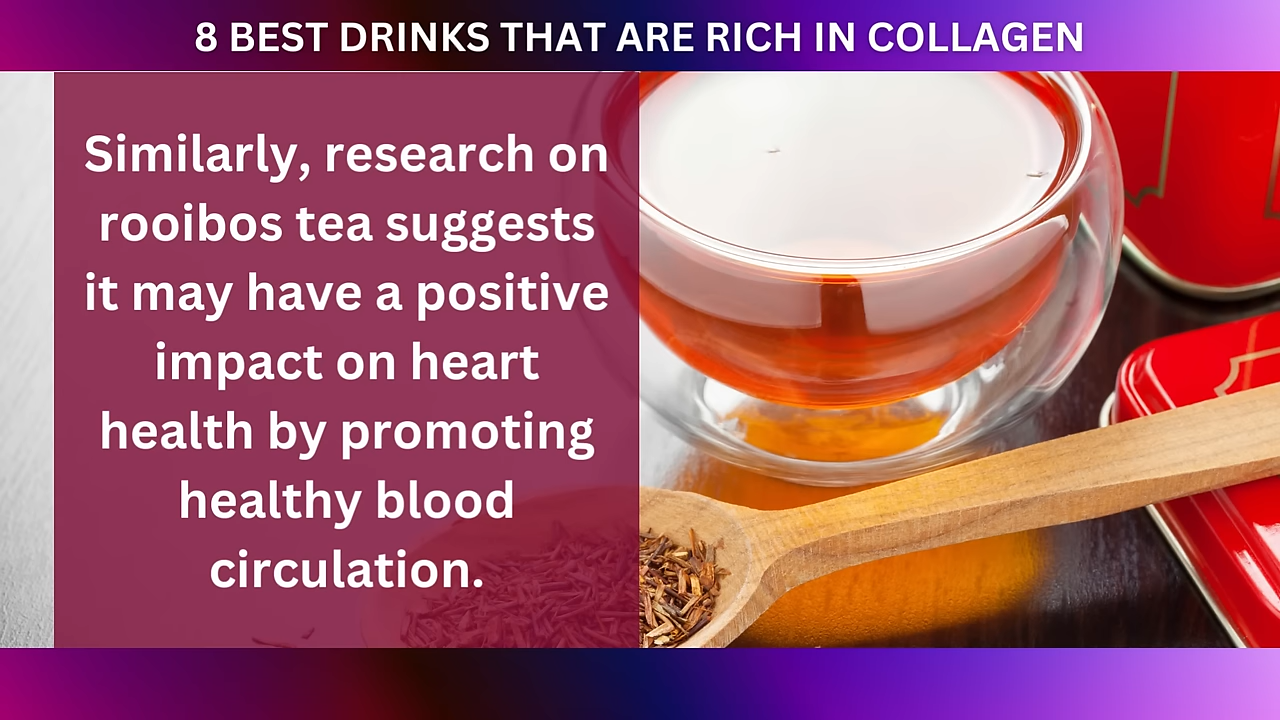 8 BEST DRINKS THAT ARE RICH IN COLLAGEN
Similarly, research on
rooibos tea suggests
it may have a positive
impact on heart
health by promoting
healthy blood
circulation.